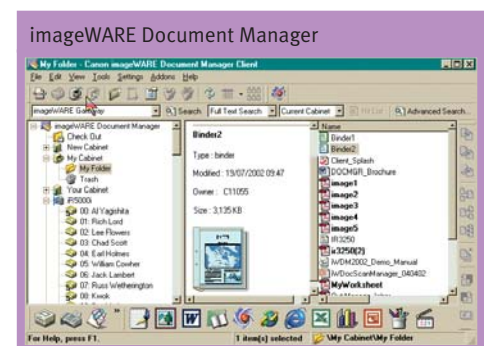 imageWARE Document Manager
My Folder - Canon imageWARE Document Manager Client
File Edit View Tools Settings Addons Help
imageWARE Gateway
Search Full Text Search Current Cabinet Hit List Advanced Search...
imageWARE Document Manager
Check Out
New Cabinet
My Cabinet
My Folder
Trash
Your Cabinet
iR5000i
00: Al Yagishita
01: Rich Lord
02: Lee Flowers
03: Chad Scott
04: Earl Holmes
05: William Cowher
06: Jack Lambert
07: Russ Wetherington
08: Kwok
Binder2
Type : binder
Modified : 19/07/2002 09:47
Owner : C11055
Size : 3,135 KB
Name
Binder1
Binder2
Client_Splash
DOCMGR_Brochure
image1
image2
image3
image4
image5
IR3250
ir3250(2)
iWDM2002_Demo_Manual
iWDocScanManager_040402
MyWorksheet
For Help, press F1.
1 item(s) selected
\My Cabinet\My Folder